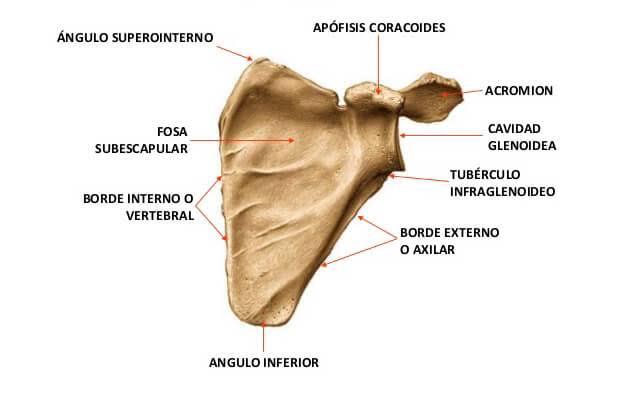 APÓFISIS CORACOIDES
ÁNGULO SUPEROINTERNO
ACROMION
FOSA
SUBESCAPULAR
CAVIDAD
GLENOIDEA
TUBÉRCULO
INFRAGLENOIDEO
BORDE INTERNO O
VERTEBRAL
BORDE EXTERNO
O AXILAR
ANGULO INFERIOR